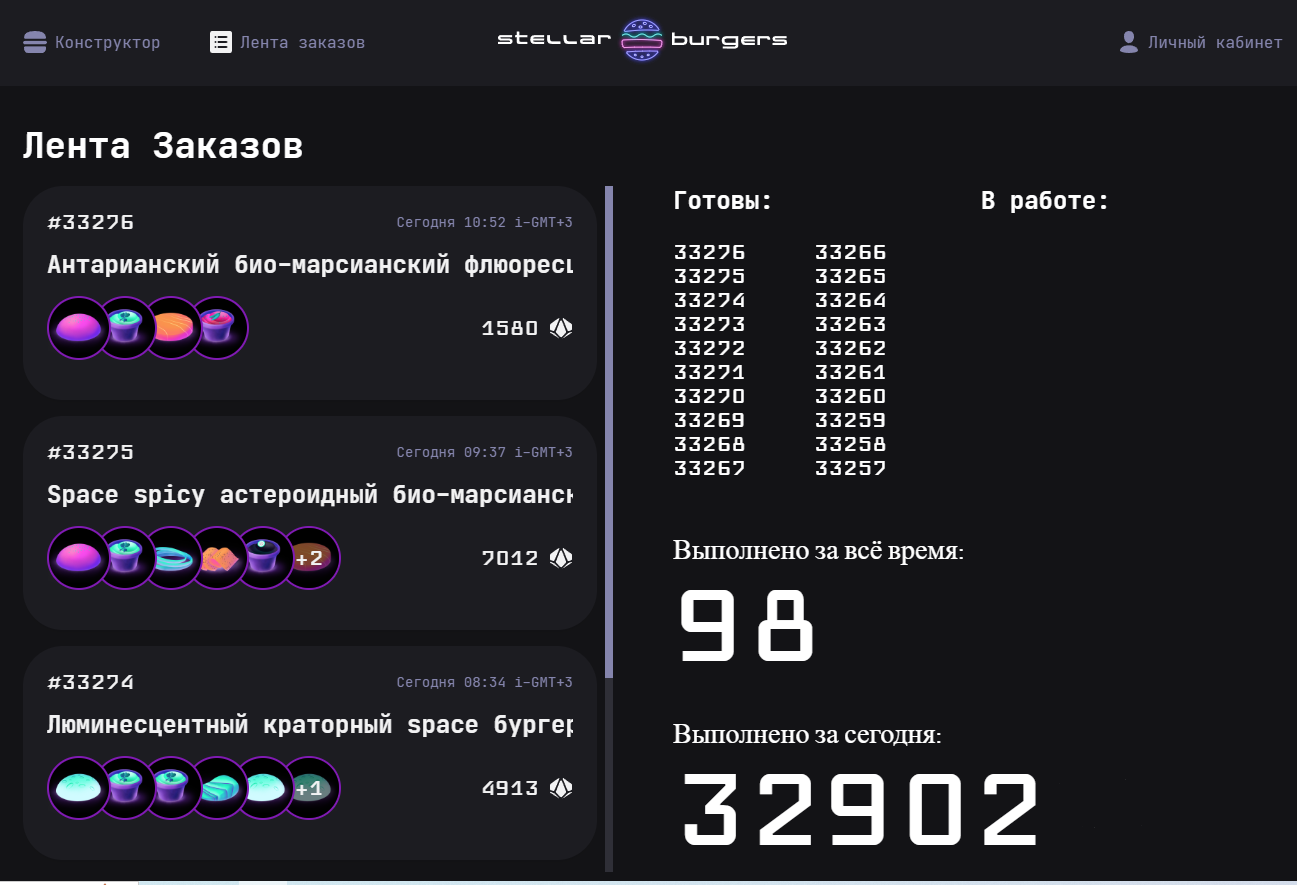 Конструктор
Лента заказов
stellar burgers
Личный кабинет
Лента Заказов
#33276
Сегодня 10:52 i-GMT+3
Антарианский био-марсианский флюоресц
1580
#33275
Сегодня 09:37 i-GMT+3
Space spicy астероидный био-марсианск
+2
7012
#33274
Сегодня 08:34 i-GMT+3
Люминесцентный краторный space бургер
+1
4913
Готовы:
33276
33275
33274
33273
33272
33271
33270
33269
33268
33267
33266
33265
33264
33263
33262
33261
33260
33259
33258
33257
В работе:
Выполнено за всё время:
98
Выполнено за сегодня:
32902